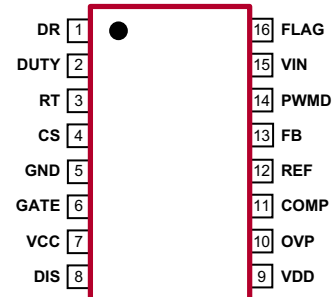 DR 1 16 FLAG
DUTY 2 15 VIN
RT 3 14 PWMD
CS 4 13 FB
GND 5 12 REF
GATE 6 11 COMP
VCC 7 10 OVP
DIS 8 9 VDD